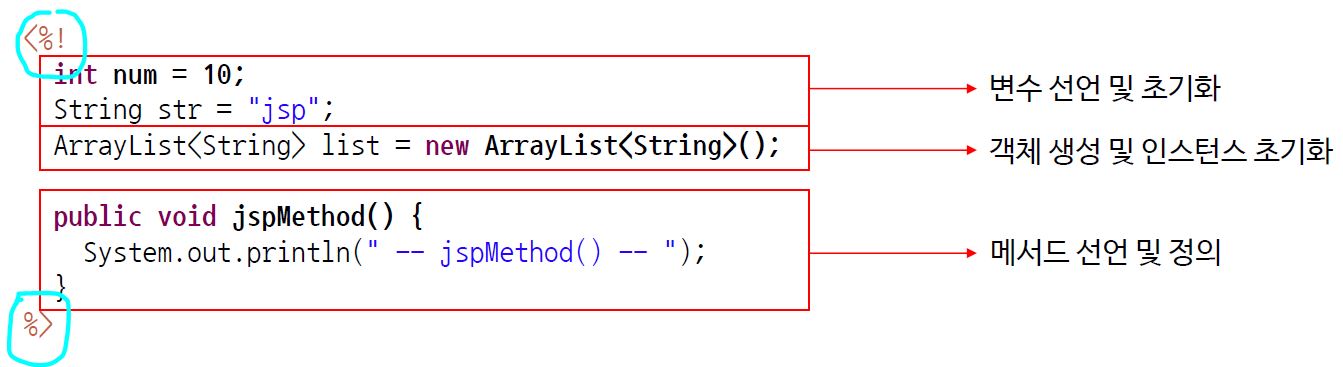 <%!
int num = 10;
String str = "jsp";
변수 선언 및 초기화
ArrayList<String> list = new ArrayList<String>();
객체 생성 및 인스턴스 초기화
public void jspMethod() {
System.out.println(" -- jspMethod() -- ");
메서드 선언 및 정의
}
%>